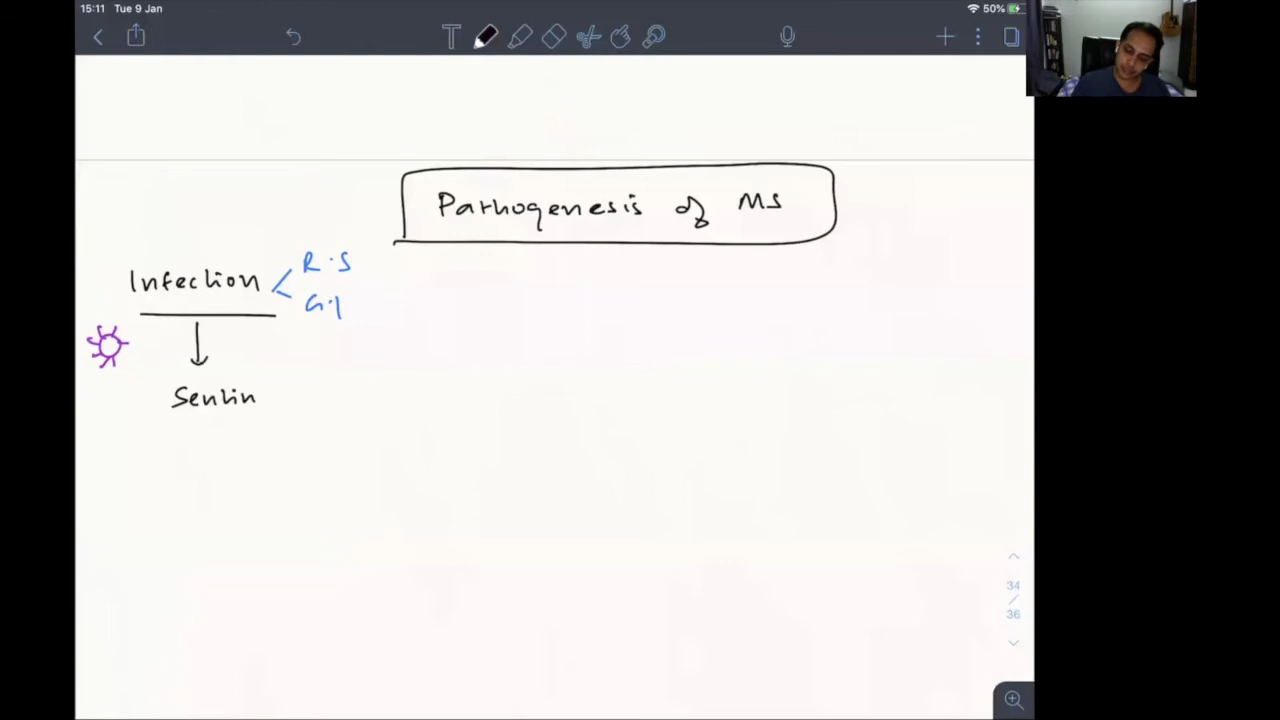 15:11 Tue 9 Jan
50%
T
Pathogenesis of MS
Infection < R.S
G.I
Sentin
34
/
36